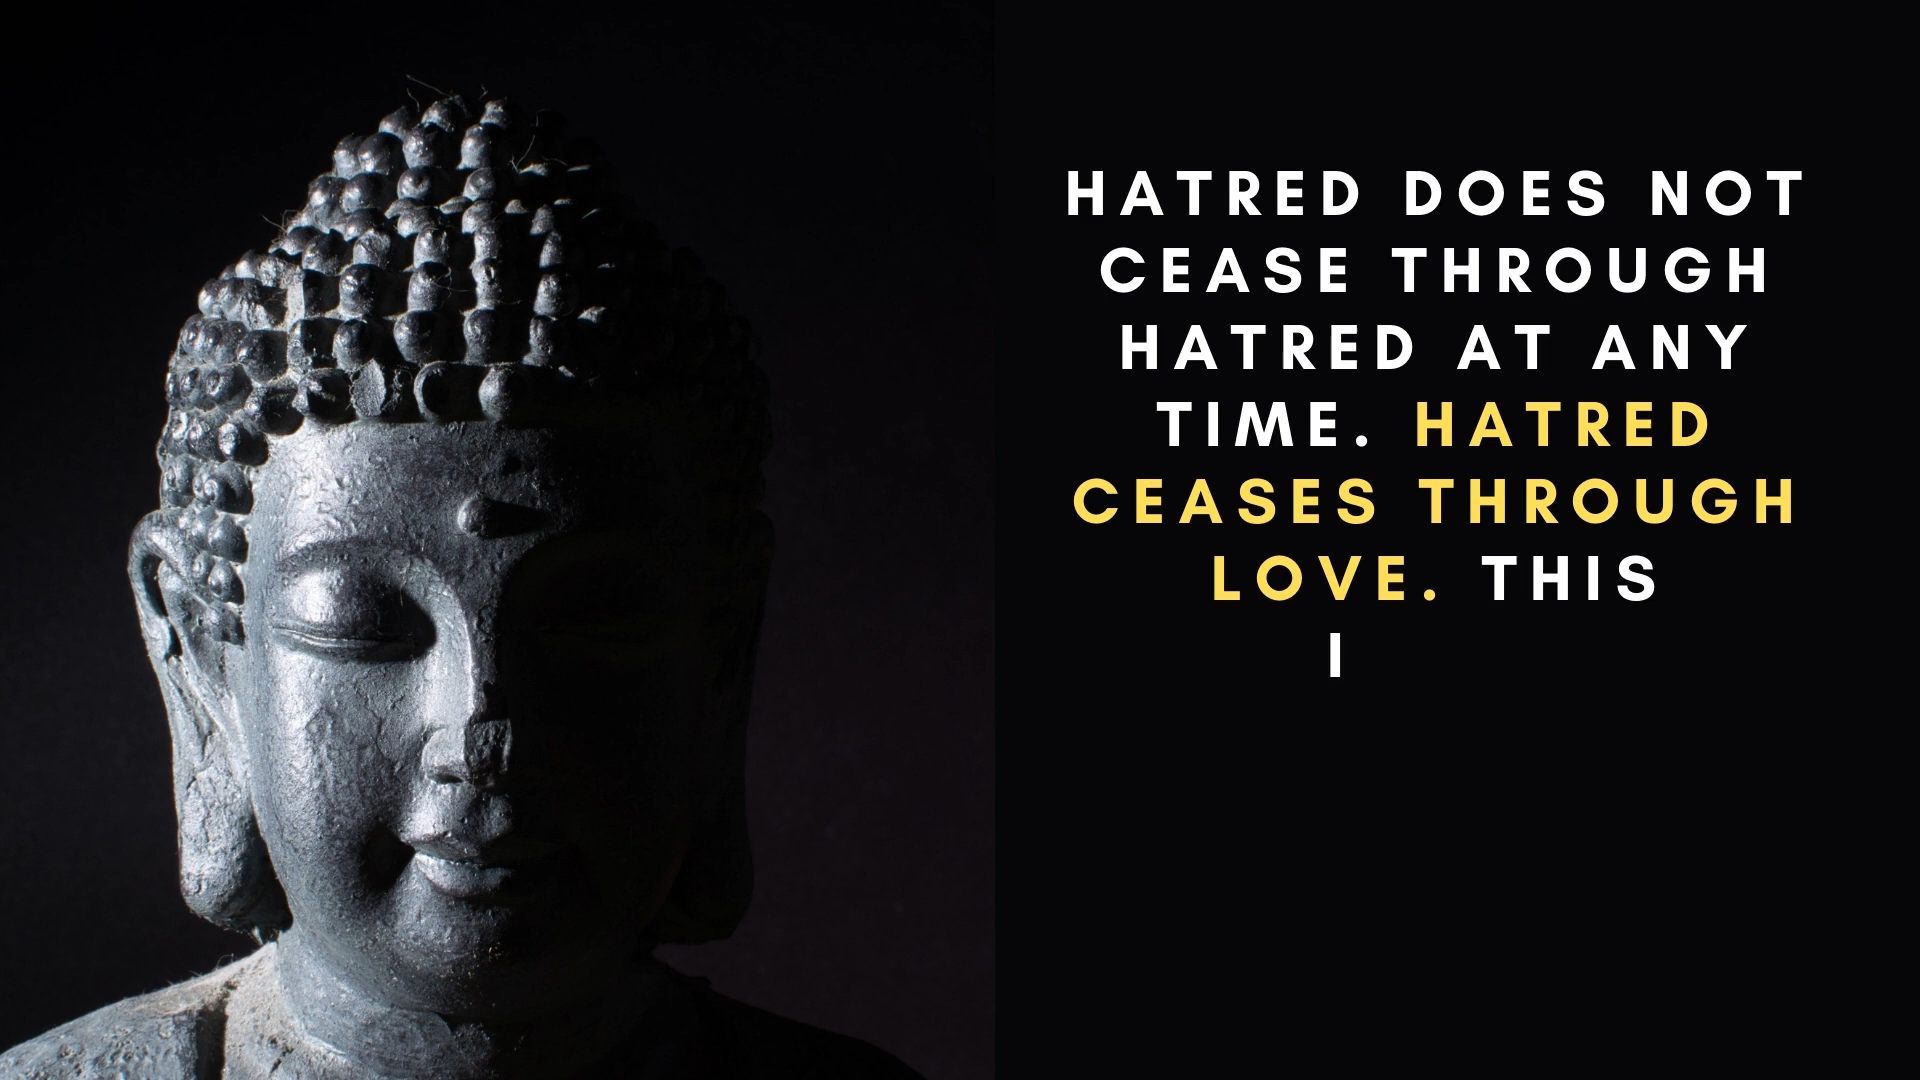 HATRED DOES NOT
CEASE THROUGH
HATRED AT ANY
TIME. HATRED
CEASES THROUGH
LOVE. THIS
I